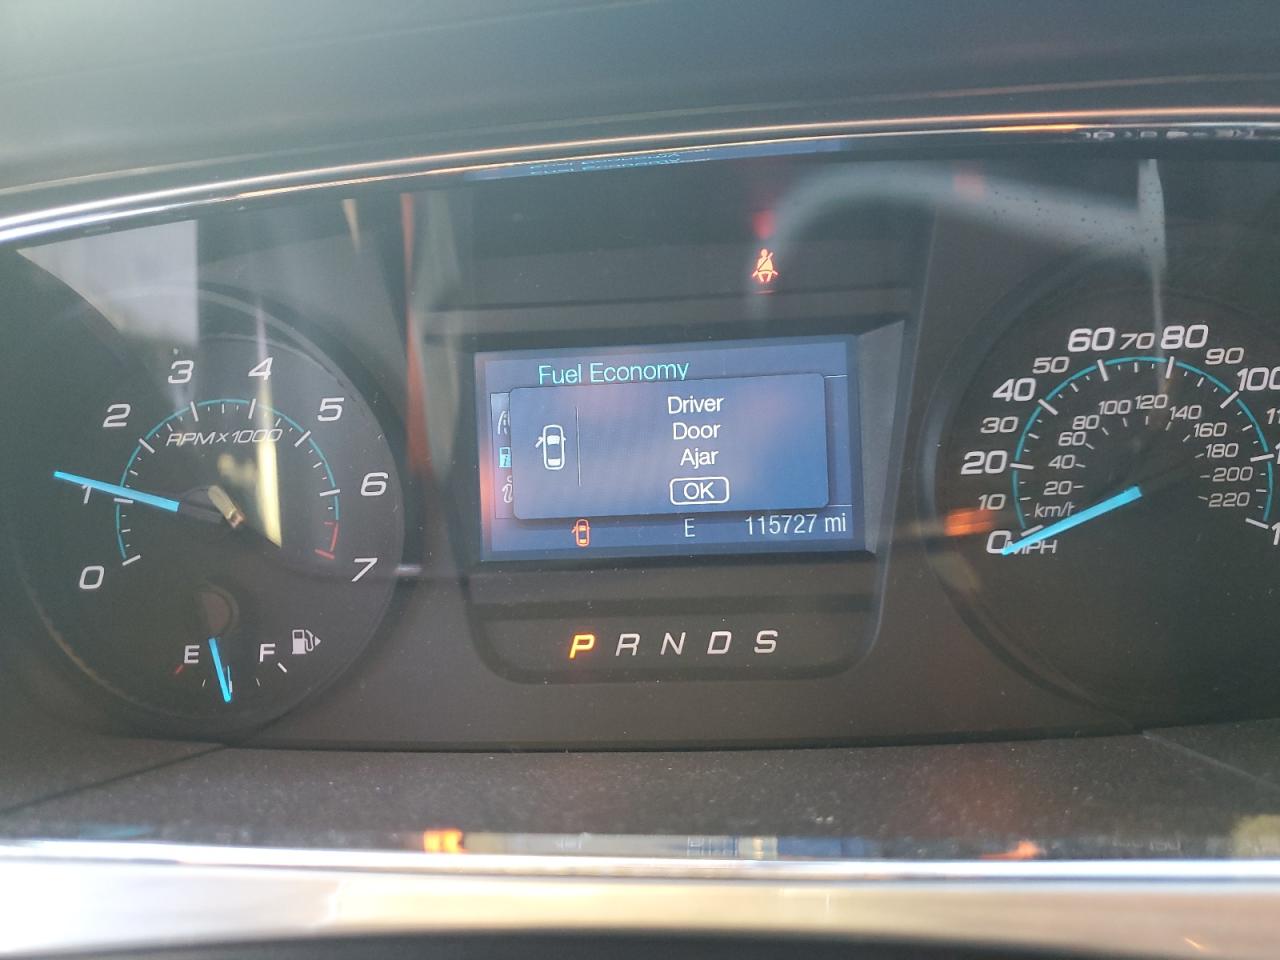 Fuel Economy
Driver
Door
Ajar
OK
E 115727 mi
P R N D S
0 1 2 3 4 5 6 7
RPMx1000
E F
0 10 20 30 40 50 60 70 80 90 100
MPH
20 40 60 80 100 120 140 160 180 200 220
km/h